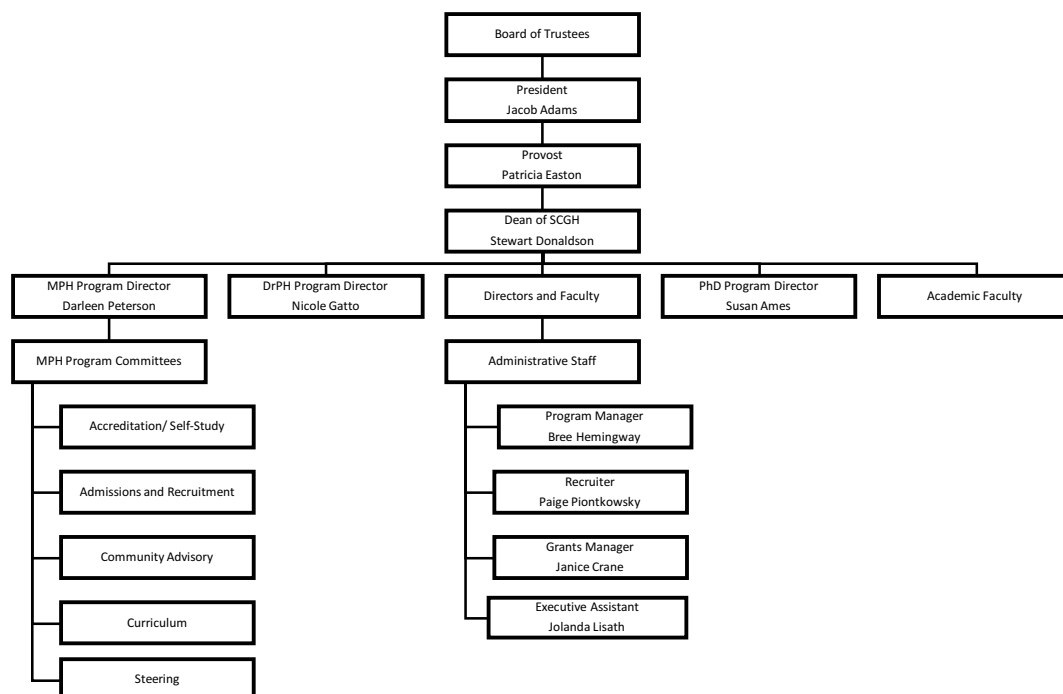 Board of Trustees
President
Jacob Adams
Provost
Patricia Easton
Dean of SCGH
Stewart Donaldson
MPH Program Director
Darleen Peterson
DrPH Program Director
Nicole Gatto
Directors and Faculty
PhD Program Director
Susan Ames
Academic Faculty
MPH Program Committees
Accreditation/ Self-Study
Admissions and Recruitment
Community Advisory
Curriculum
Steering
Administrative Staff
Program Manager
Bree Hemingway
Recruiter
Paige Piontkowsky
Grants Manager
Janice Crane
Executive Assistant
Jolanda Lisath